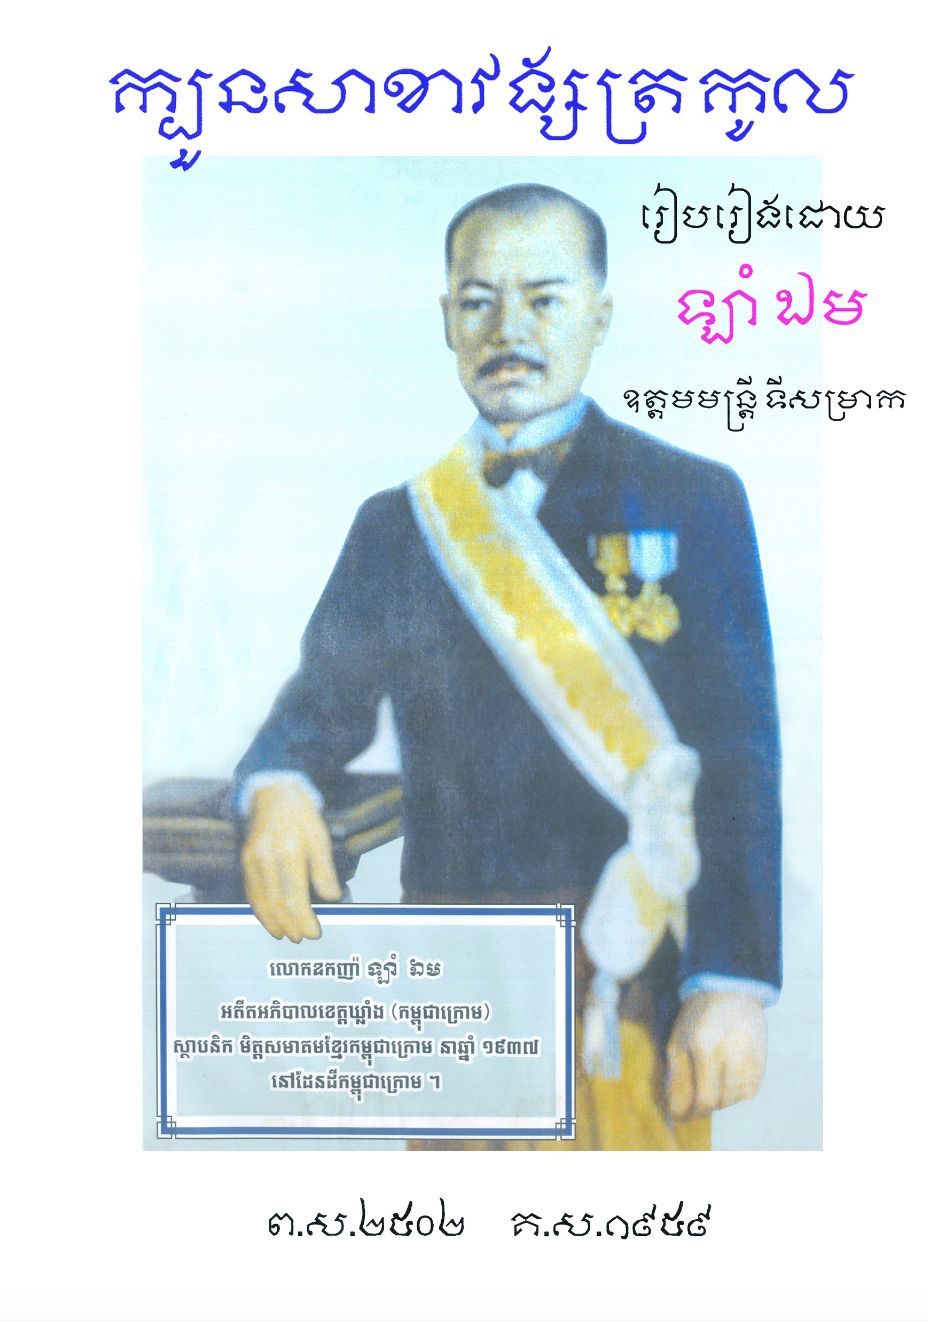 ក្បួនសាខាវង្សត្រកូល
រៀបរៀងដោយ
ឡាំ ឯម
ឧត្តមមន្ត្រី ទីសម្រាក
លោកឧកញ៉ា ឡាំ ឯម
អតីតអភិបាលខេត្តឃ្លាំង (កម្ពុជាក្រោម)
ស្ថាបនិក មិត្តសមាគមខ្មែរកម្ពុជាក្រោម នាឆ្នាំ ១៩៣៧
នៅដែនដីកម្ពុជាក្រោម ។
ព.ស.២៥០២ គ.ស.១៩៥៩